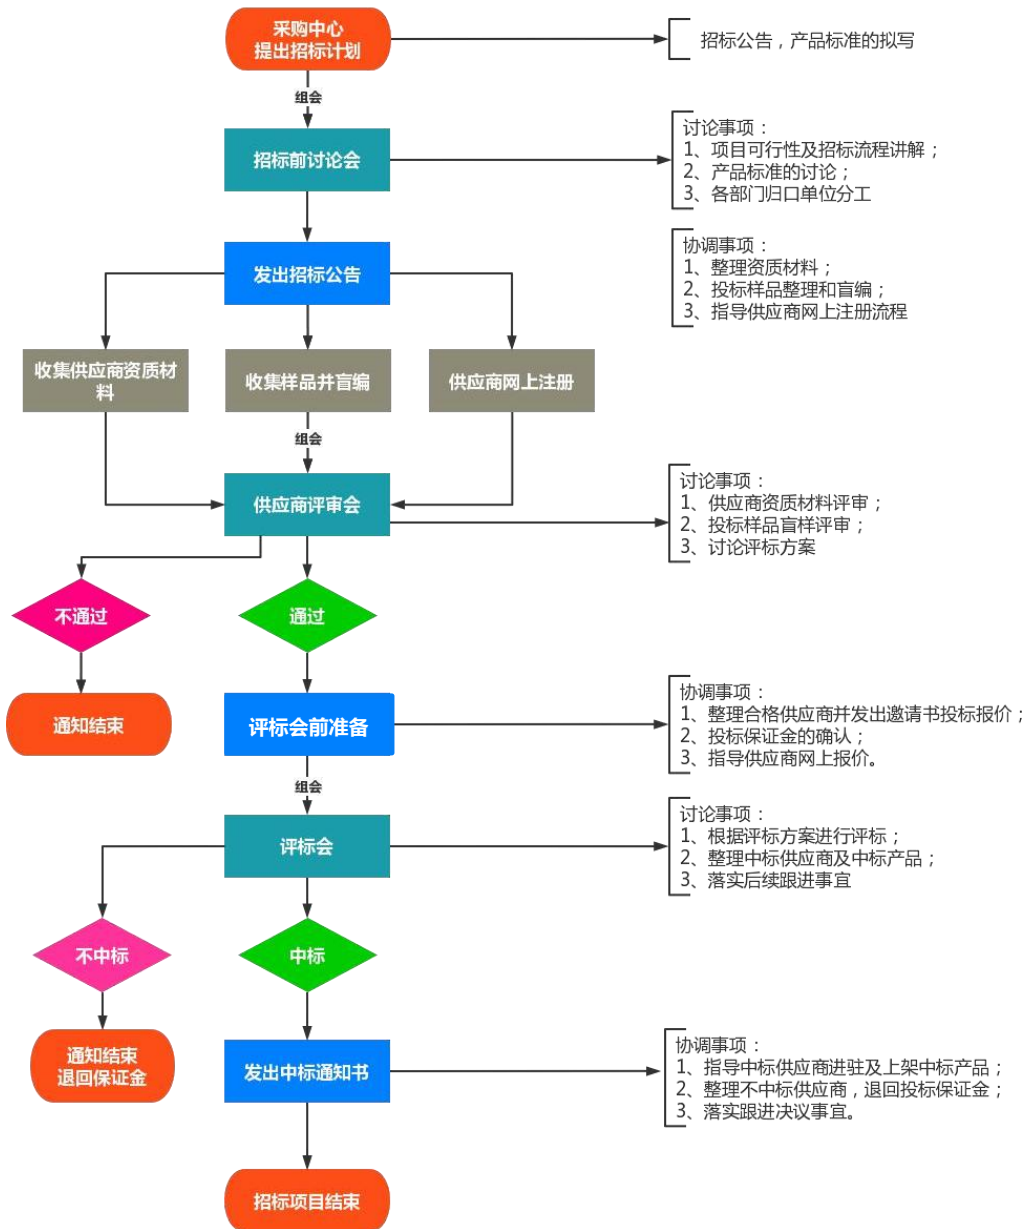 采购中心
提出招标计划
招标公告，产品标准的拟写
组会
招标前讨论会
讨论事项：
1、项目可行性及招标流程讲解；
2、产品标准的讨论；
3、各部门归口单位分工
发出招标公告
协调事项：
1、整理资质材料；
2、投标样品整理和盲编；
3、指导供应商网上注册流程
收集供应商资质材
料
收集样品并盲编
供应商网上注册
组会
供应商评审会
讨论事项：
1、供应商资质材料评审；
2、投标样品盲样评审；
3、讨论评标方案
不通过
通过
通知结束
评标会前准备
协调事项：
1、整理合格供应商并发出邀请书投标报价；
2、投标保证金的确认；
3、指导供应商网上报价。
组会
评标会
讨论事项：
1、根据评标方案进行评标；
2、整理中标供应商及中标产品；
3、落实后续跟进事宜
不中标
中标
通知结束
退回保证金
发出中标通知书
协调事项：
1、指导中标供应商进驻及上架中标产品；
2、整理不中标供应商，退回投标保证金；
3、落实跟进决议事宜。
招标项目结束